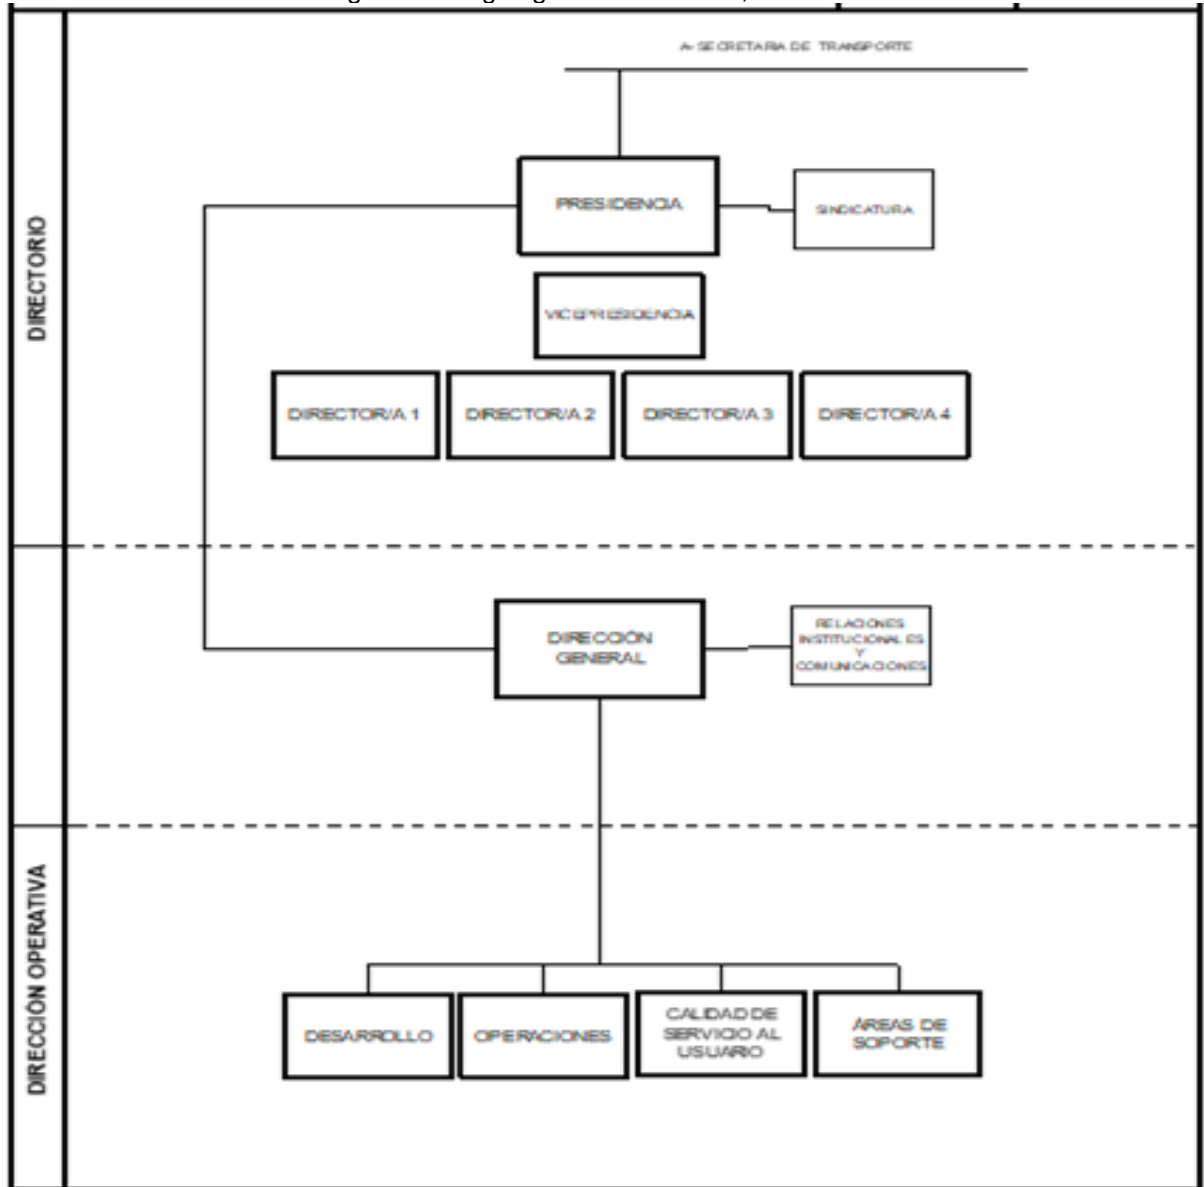 A- SECRETARIA DE TRANSPORTE
DIRECTORIO
PRESIDENCIA
SINDICATURA
VICEPRESIDENCIA
DIRECTOR/A 1
DIRECTOR/A 2
DIRECTOR/A 3
DIRECTOR/A 4
DIRECCIÓN
GENERAL
RELACIONES
INSTITUCIONALES
Y
COMUNICACIONES
DIRECCIÓN OPERATIVA
DESARROLLO
OPERACIONES
CALIDAD DE
SERVICIO AL
USUARIO
ÁREAS DE
SOPORTE